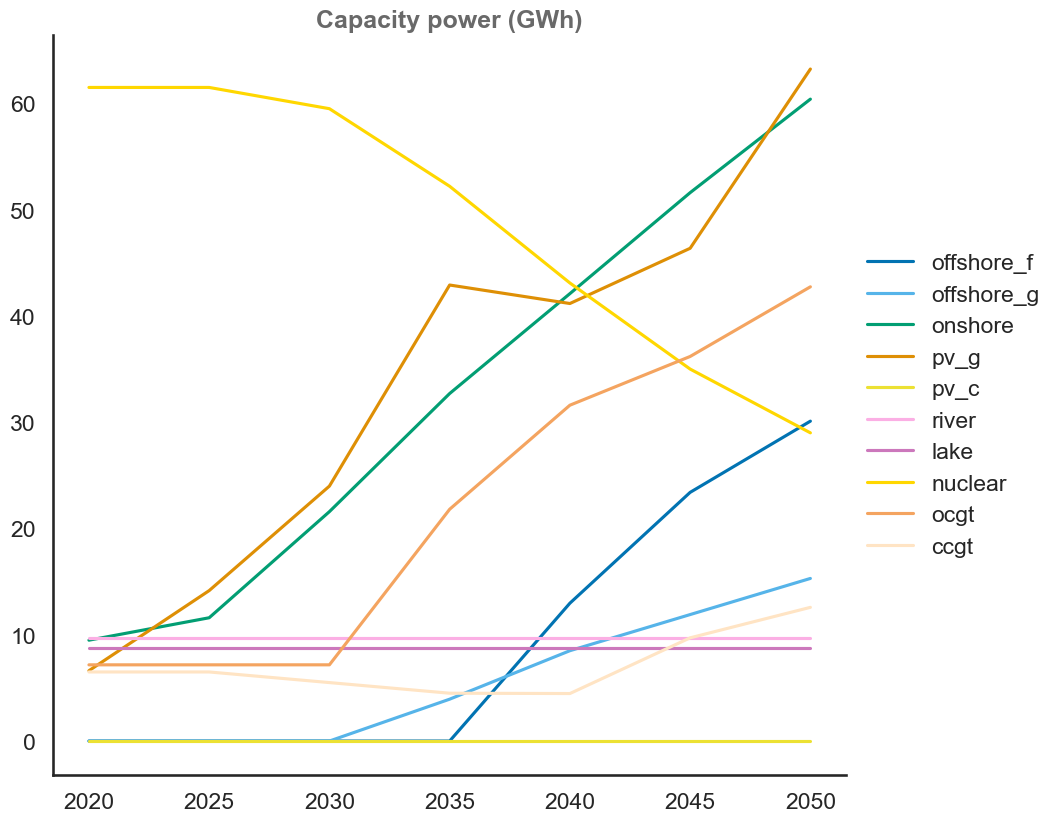 Capacity power (GWh)
60
50
40
30
20
10
0
2020 2025 2030 2035 2040 2045 2050
offshore_f
offshore_g
onshore
pv_g
pv_c
river
lake
nuclear
ocgt
ccgt